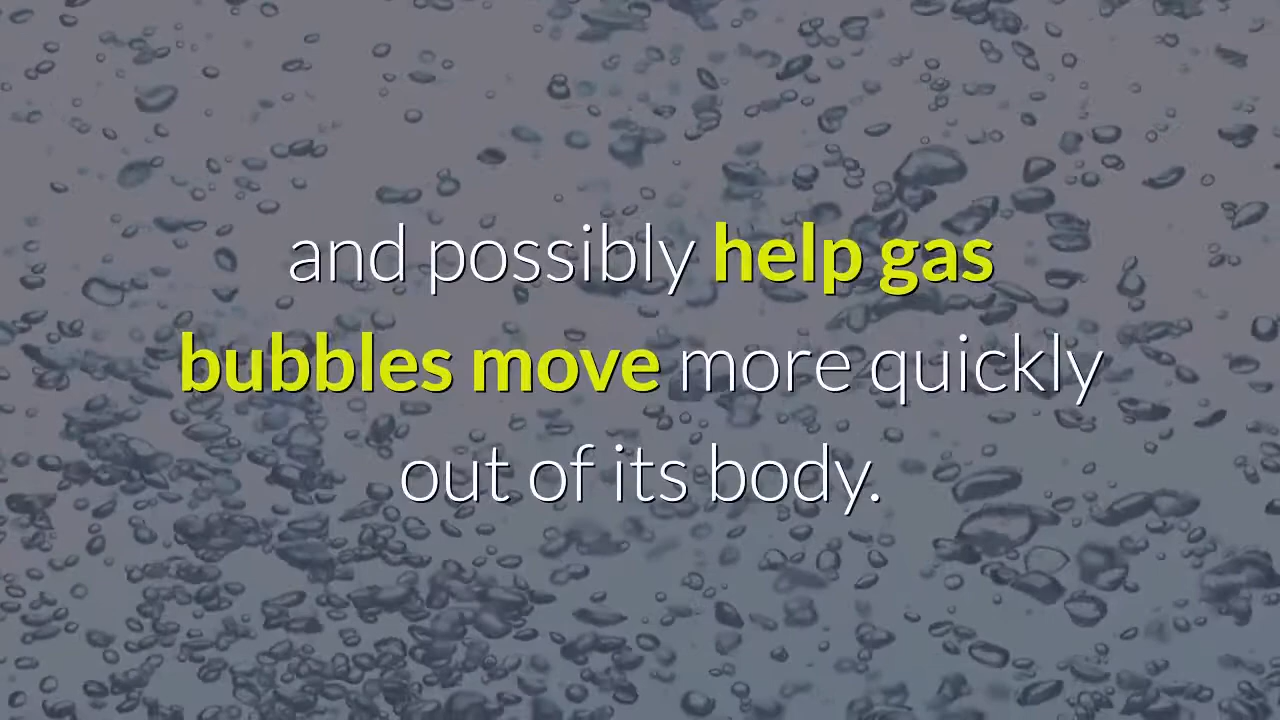 and possibly help gas
bubbles move more quickly
out of its body.